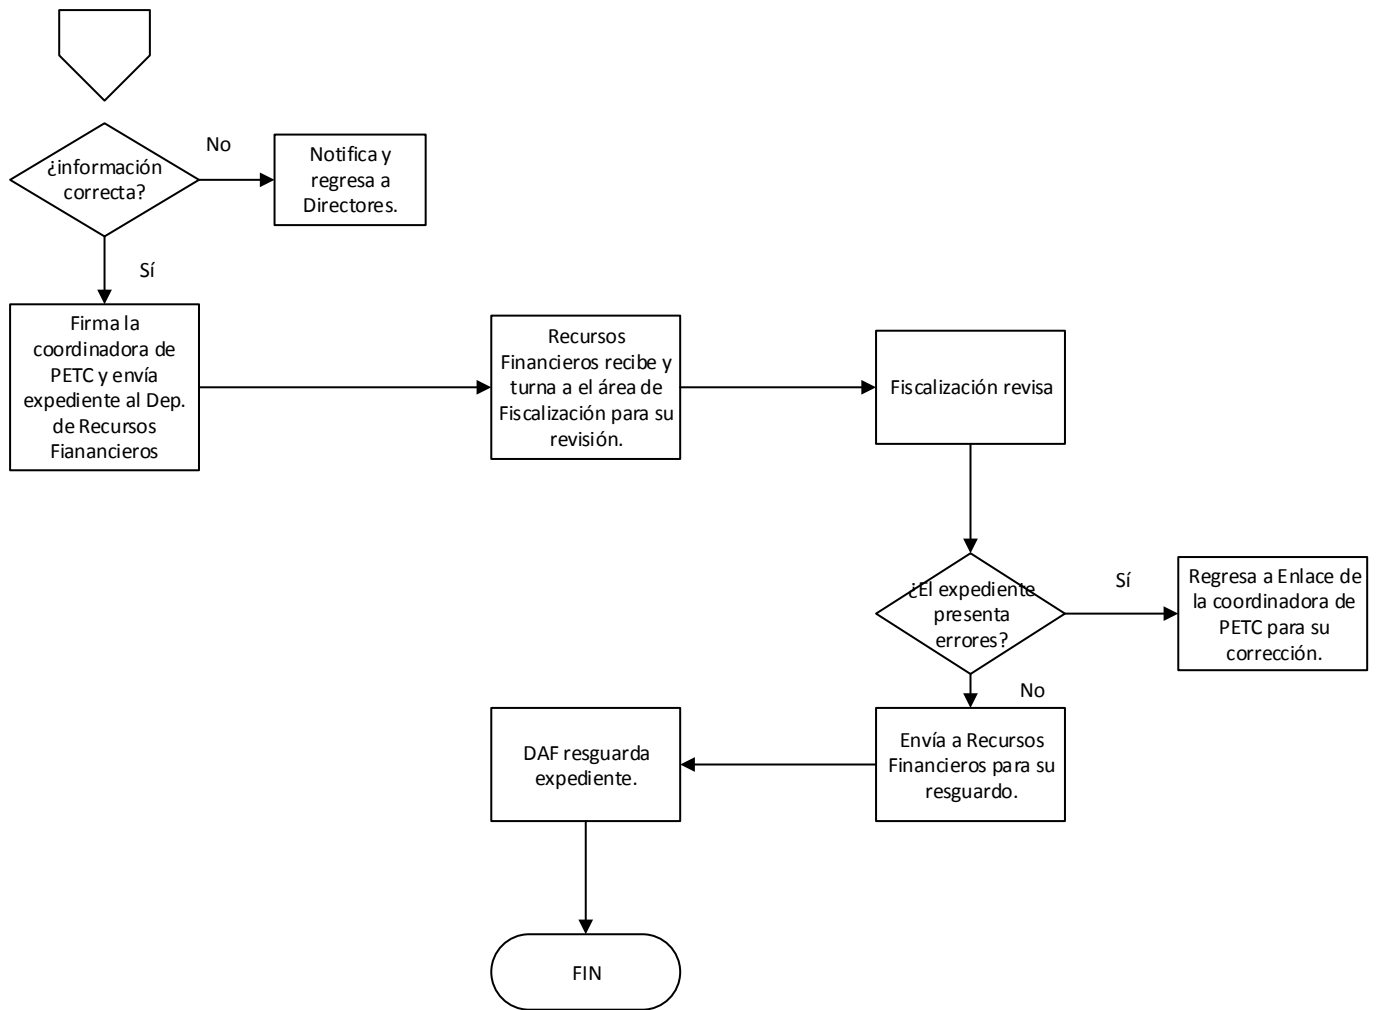 ¿información
correcta?
No
Notifica y
regresa a
Directores.
Sí
Firma la
coordinadora de
PETC y envía
expediente al Dep.
de Recursos
Fianancieros
Recursos
Financieros recibe y
turna a el área de
Fiscalización para su
revisión.
Fiscalización revisa
¿El expediente
presenta
errores?
Sí
Regresa a Enlace de
la coordinadora de
PETC para su
corrección.
No
Envía a Recursos
Financieros para su
resguardo.
DAF resguarda
expediente.
FIN